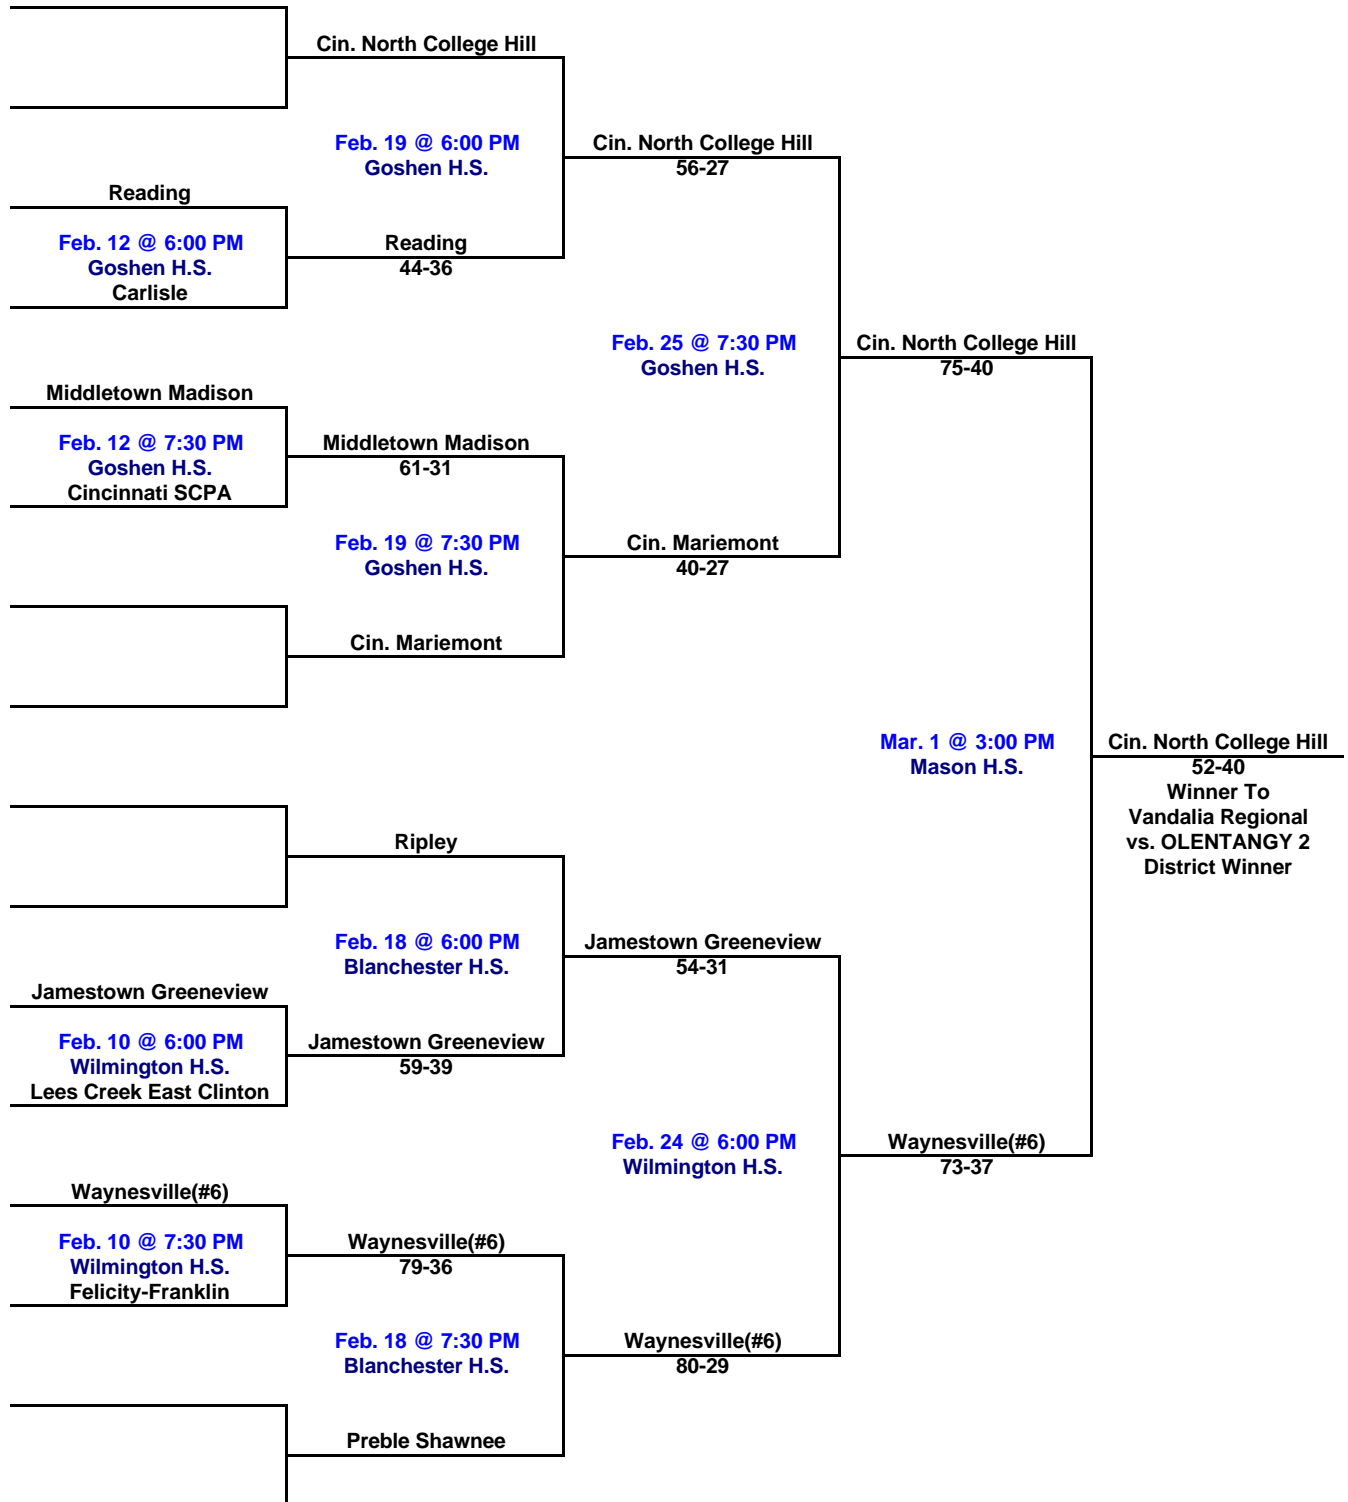 Cin. North College Hill
Feb. 19 @ 6:00 PM
Goshen H.S.
Cin. North College Hill
56-27
Reading
Feb. 12 @ 6:00 PM
Goshen H.S.
Carlisle
Reading
44-36
Feb. 25 @ 7:30 PM
Goshen H.S.
Cin. North College Hill
75-40
Middletown Madison
Feb. 12 @ 7:30 PM
Goshen H.S.
Cincinnati SCPA
Middletown Madison
61-31
Feb. 19 @ 7:30 PM
Goshen H.S.
Cin. Mariemont
40-27
Cin. Mariemont
Mar. 1 @ 3:00 PM
Mason H.S.
Cin. North College Hill
52-40
Winner To
Vandalia Regional
vs. OLENTANGY 2
District Winner
Ripley
Feb. 18 @ 6:00 PM
Blanchester H.S.
Jamestown Greeneview
54-31
Jamestown Greeneview
Feb. 10 @ 6:00 PM
Wilmington H.S.
Lees Creek East Clinton
Jamestown Greeneview
59-39
Feb. 24 @ 6:00 PM
Wilmington H.S.
Waynesville(#6)
73-37
Waynesville(#6)
Feb. 10 @ 7:30 PM
Wilmington H.S.
Felicity-Franklin
Waynesville(#6)
79-36
Feb. 18 @ 7:30 PM
Blanchester H.S.
Waynesville(#6)
80-29
Preble Shawnee